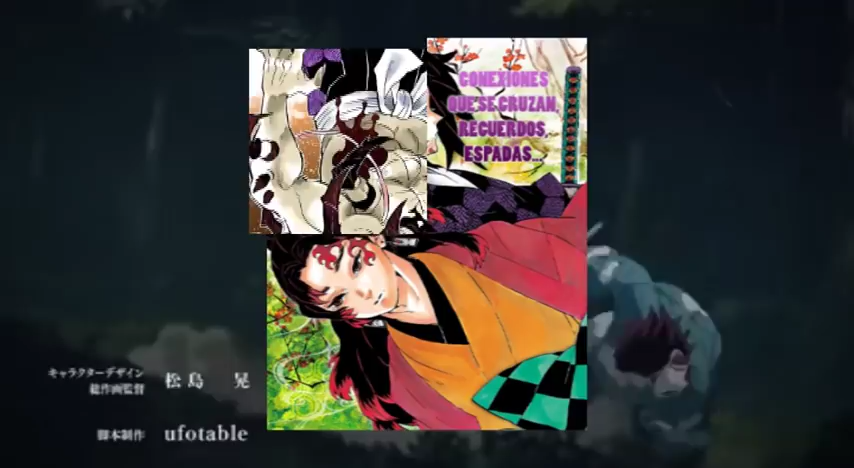 CONEXIONES
QUE SE CRUZAN,
RECUERDOS,
ESPADAS...
キャラクターデザイン
総作画監督
松島 晃
脚本制作
ufotable